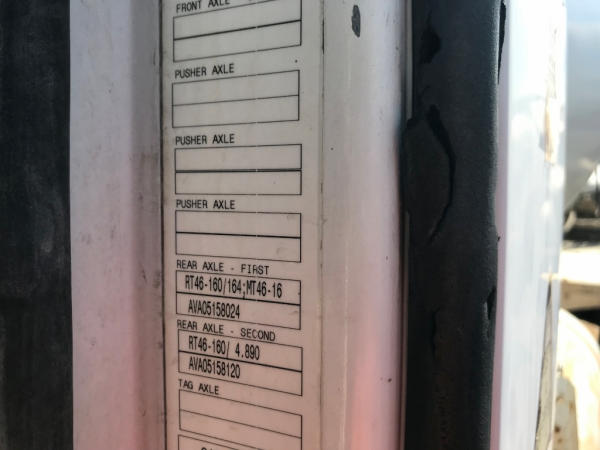 FRONT AXLE
PUSHER AXLE
PUSHER AXLE
PUSHER AXLE
REAR AXLE - FIRST
RT46-160/164;MT46-16
AVA05158024
REAR AXLE - SECOND
RT46-160/ 4.890
AVA05158120
TAG AXLE